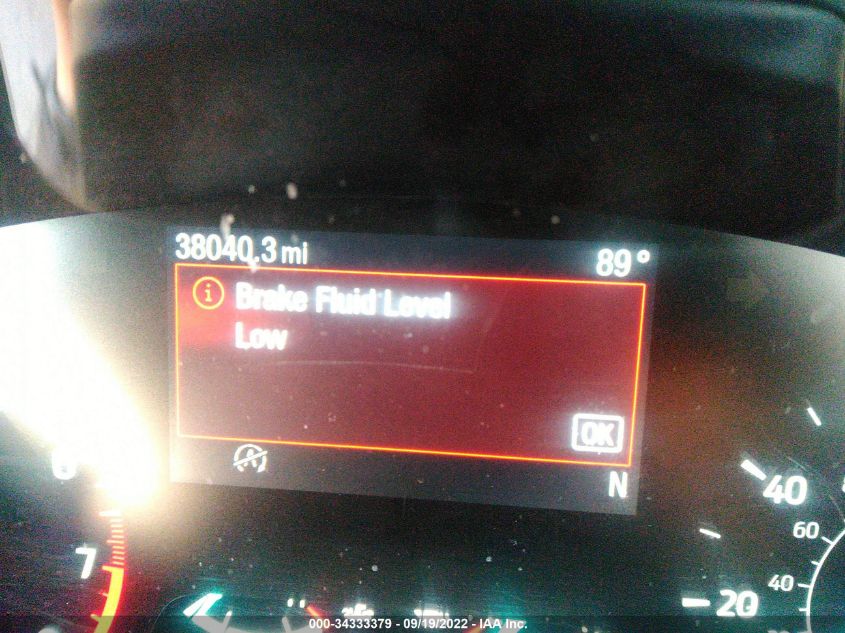 38040.3 mi
89°
i
Brake Fluid Level
Low
OK
A
N
7
40
60
40
20
000-34333379 - 09/19/2022 - IAA Inc.